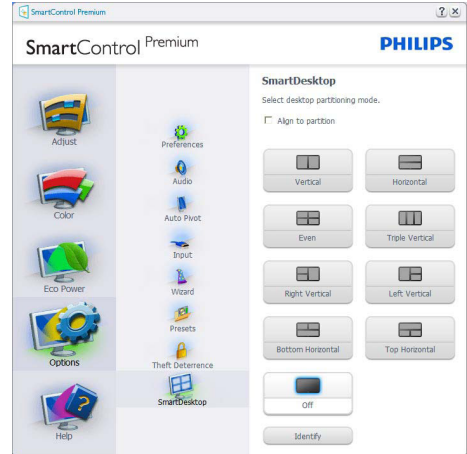 SmartControl Premium
SmartControl Premium
PHILIPS
Adjust
Color
Eco Power
Options
Help
Preferences
Audio
Auto Pivot
Input
Wizard
Presets
Theft Deterrence
SmartDesktop
SmartDesktop
Select desktop partitioning mode.
Align to partition
Vertical
Horizontal
Even
Triple Vertical
Right Vertical
Left Vertical
Bottom Horizontal
Top Horizontal
Off
Identify